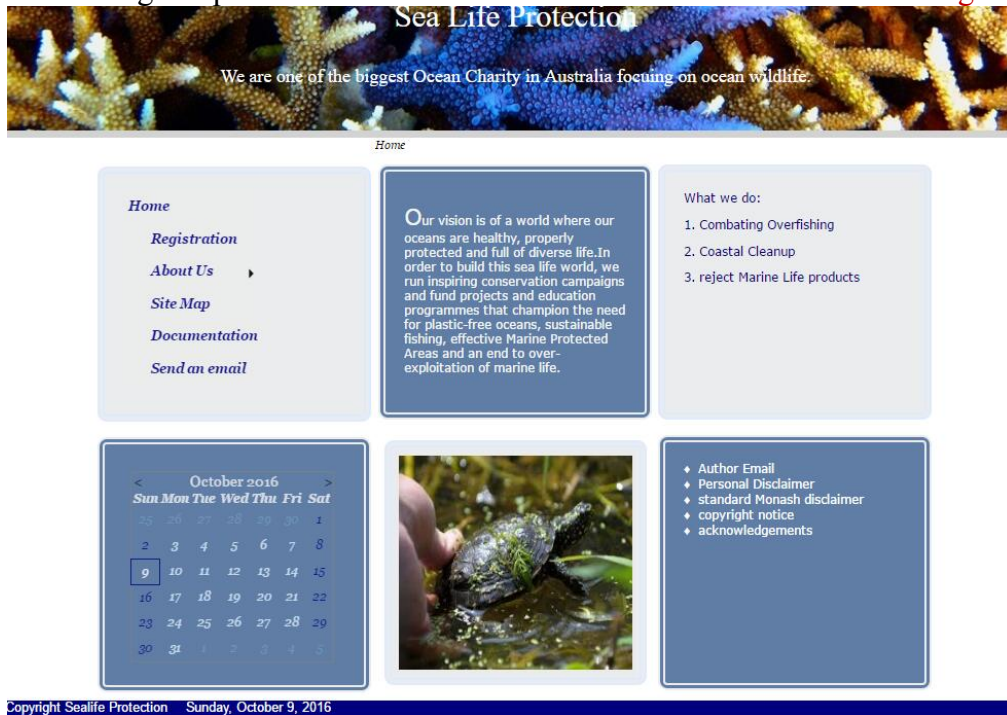 Sea Life Protection
We are one of the biggest Ocean Charity in Australia focuing on ocean wildlife.
Home
Home
Registration
About Us
Site Map
Documentation
Send an email
Our vision is of a world where our
oceans are healthy, properly
protected and full of diverse life.In
order to build this sea life world, we
run inspiring conservation campaigns
and fund projects and education
programmes that champion the need
for plastic-free oceans, sustainable
fishing, effective Marine Protected
Areas and an end to over-
exploitation of marine life.
What we do:
1. Combating Overfishing
2. Coastal Cleanup
3. reject Marine Life products
< October 2016 >
Sun Mon Tue Wed Thu Fri Sat
25 26 27 28 29 30 1
2 3 4 5 6 7 8
9 10 11 12 13 14 15
16 17 18 19 20 21 22
23 24 25 26 27 28 29
30 31 1 2 3 4 5
♦ Author Email
♦ Personal Disclaimer
♦ standard Monash disclaimer
♦ copyright notice
♦ acknowledgements
Copyright Sealife Protection Sunday, October 9, 2016